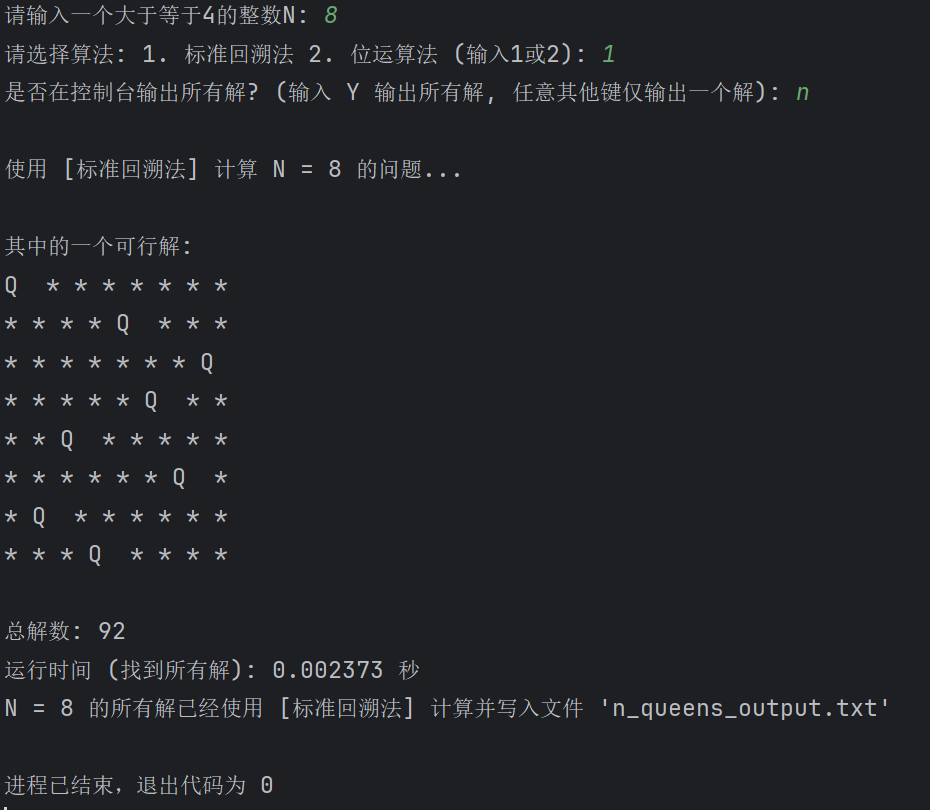 请输入一个大于等于4的整数N: 8
请选择算法: 1. 标准回溯法 2. 位运算法 (输入1或2): 1
是否在控制台输出所有解? (输入 Y 输出所有解, 任意其他键仅输出一个解): n
使用 [标准回溯法] 计算 N = 8 的问题...
其中的一个可行解:
Q  * * * * * * *
* * * * Q  * * *
* * * * * * * Q
* * * * * Q  * *
* * Q  * * * * *
* * * * * * Q  *
* Q  * * * * * *
* * * Q  * * * *
总解数: 92
运行时间 (找到所有解): 0.002373 秒
N = 8 的所有解已经使用 [标准回溯法] 计算并写入文件 'n_queens_output.txt'
进程已结束，退出代码为 0